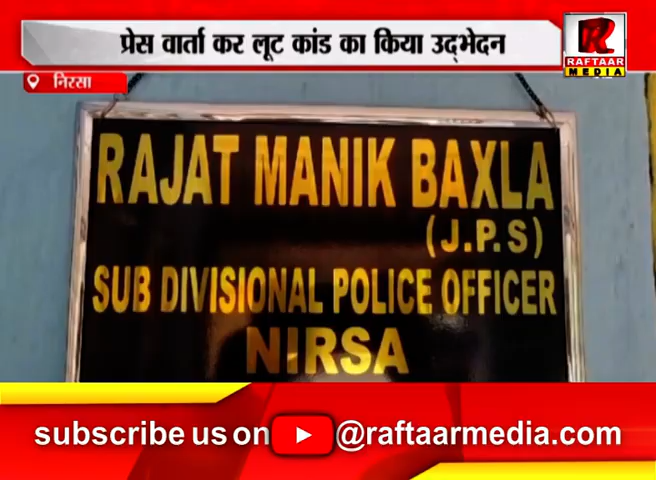 प्रेस वार्ता कर लूट कांड का किया उद्भेदन
R
RAFTAAR
MEDIA
निरसा
RAJAT MANIK BAXLA
(J.P.S)
SUB DIVISIONAL POLICE OFFICER
NIRSA
subscribe us on @raftaarmedia.com